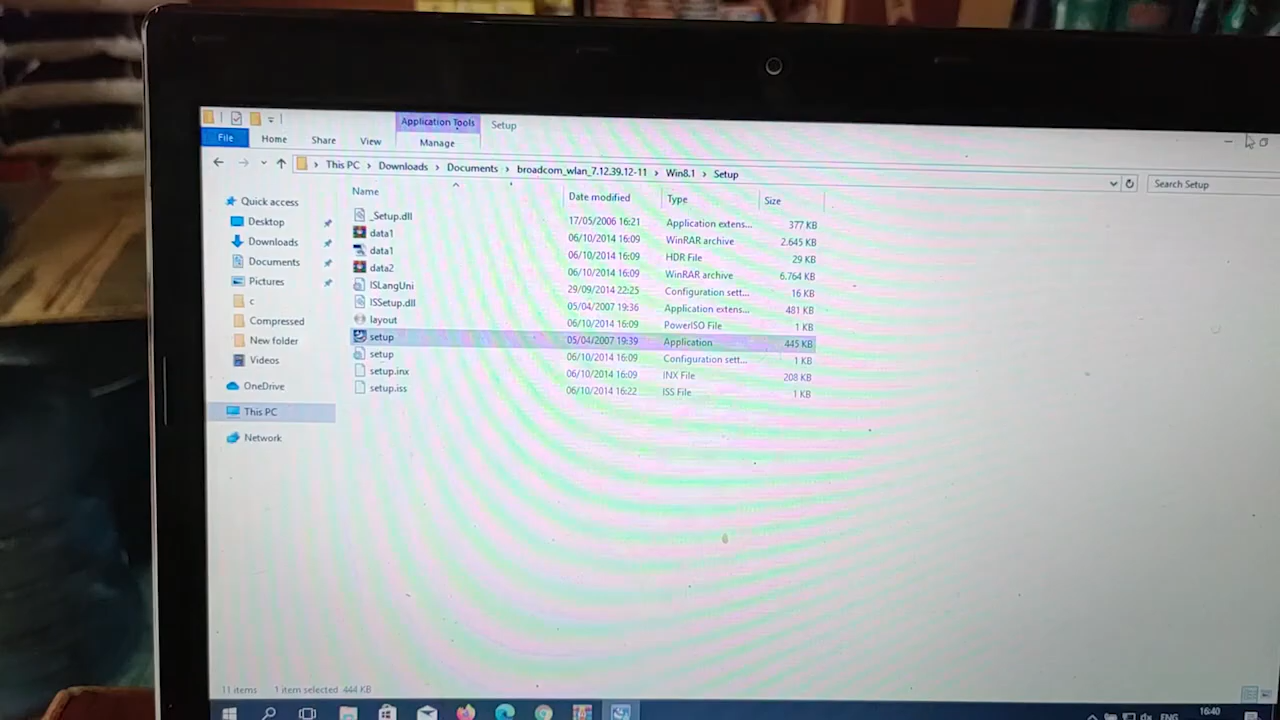 Application Tools Setup
File Home Share View Manage
This PC Downloads Documents broadcom_wlan_7.12.39.12-11 Win8.1 Setup Search Setup
Name Date modified Type Size
Quick access
Desktop
Downloads
Documents
Pictures
c
Compressed
New folder
Videos
OneDrive
This PC
Network
_Setup.dll 17/05/2006 16:21 Application extens... 377 KB
data1 06/10/2014 16:09 WinRAR archive 2.645 KB
data1 06/10/2014 16:09 HDR File 29 KB
data2 06/10/2014 16:09 WinRAR archive 6.764 KB
ISLangUni 29/09/2014 22:25 Configuration sett... 16 KB
ISSetup.dll 05/04/2007 19:36 Application extens... 481 KB
layout 06/10/2014 16:09 PowerISO File 1 KB
setup 05/04/2007 19:39 Application 445 KB
setup 06/10/2014 16:09 Configuration sett... 1 KB
setup.inx 06/10/2014 16:09 INX File 208 KB
setup.iss 06/10/2014 16:22 ISS File 1 KB
11 items 1 item selected 444 KB
ENG 16:40